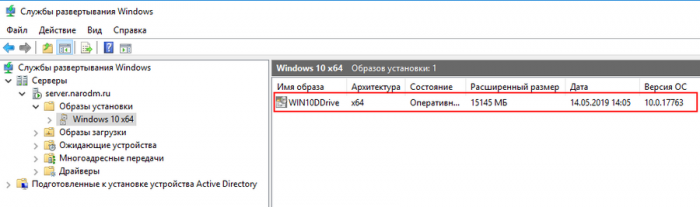 Службы развертывания Windows
Файл Действие Вид Справка
Службы развертывания Windows
Серверы
server.narodm.ru
Образы установки
Windows 10 x64
Образы загрузки
Ожидающие устройства
Многоадресные передачи
Драйверы
Подготовленные к установке устройства Active Directory
Windows 10 x64 Образов установки: 1
Имя образа Архитектура Состояние Расширенный размер Дата Версия ОС
WIN10DDrive x64 Оперативн... 15145 МБ 14.05.2019 14:05 10.0.17763